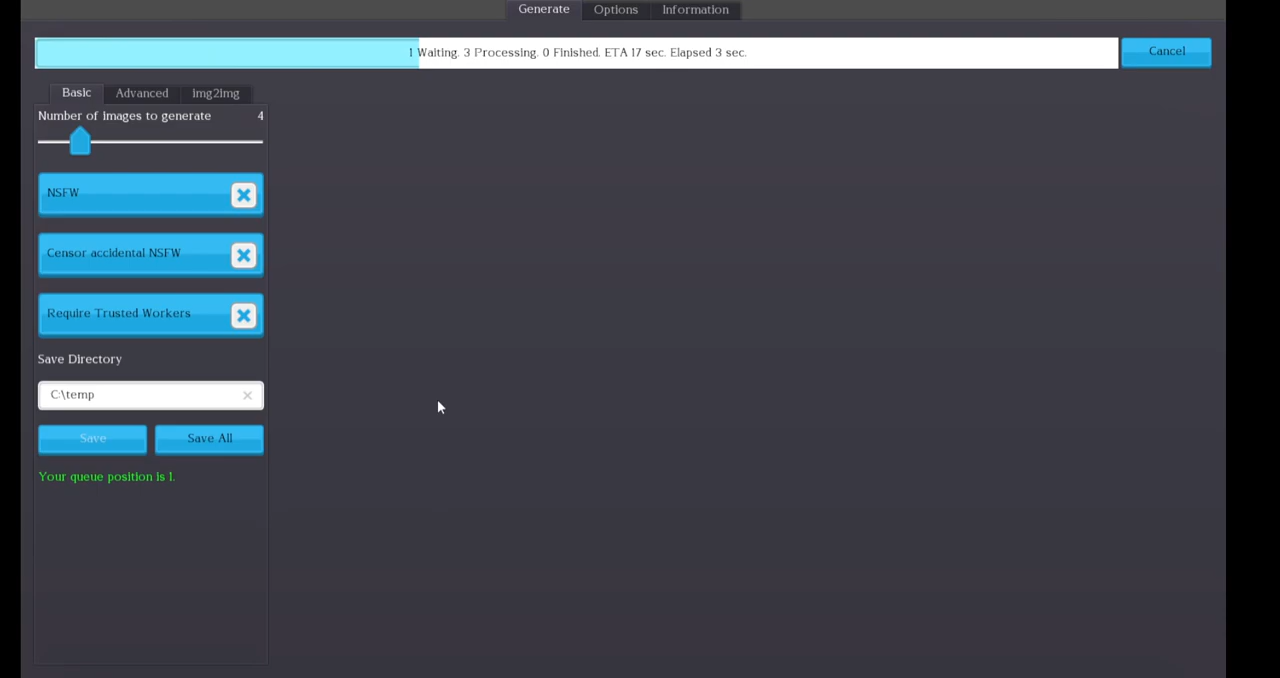 Generate Options Information
1 Waiting. 3 Processing. 0 Finished. ETA 17 sec. Elapsed 3 sec.
Cancel
Basic Advanced img2img
Number of images to generate 4
NSFW
Censor accidental NSFW
Require Trusted Workers
Save Directory
C:\temp
Save Save All
Your queue position is 1.